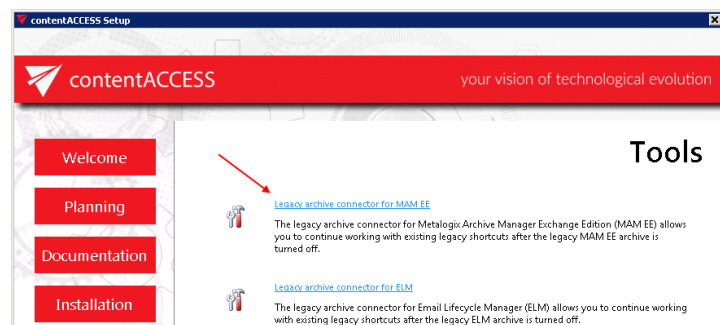 contentACCESS Setup
contentACCESS
your vision of technological evolution
Tools
Welcome
Planning
Documentation
Installation
Legacy archive connector for MAM EE
The legacy archive connector for Metalogix Archive Manager Exchange Edition (MAM EE) allows
you to continue working with existing legacy shortcuts after the legacy MAM EE archive is
turned off.
Legacy archive connector for ELM
The legacy archive connector for Email Lifecycle Manager (ELM) allows you to continue working
with existing legacy shortcuts after the legacy ELM archive is turned off.